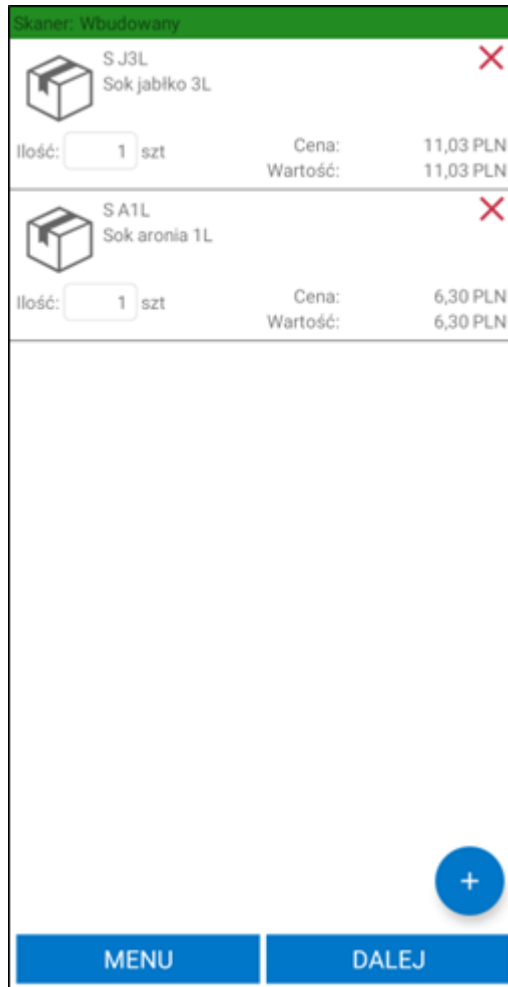 Skaner: Wbudowany
S J3L
Sok jabłko 3L
Ilość: 1 szt Cena: 11,03 PLN
Wartość: 11,03 PLN
S A1L
Sok aronia 1L
Ilość: 1 szt Cena: 6,30 PLN
Wartość: 6,30 PLN
+
MENU DALEJ